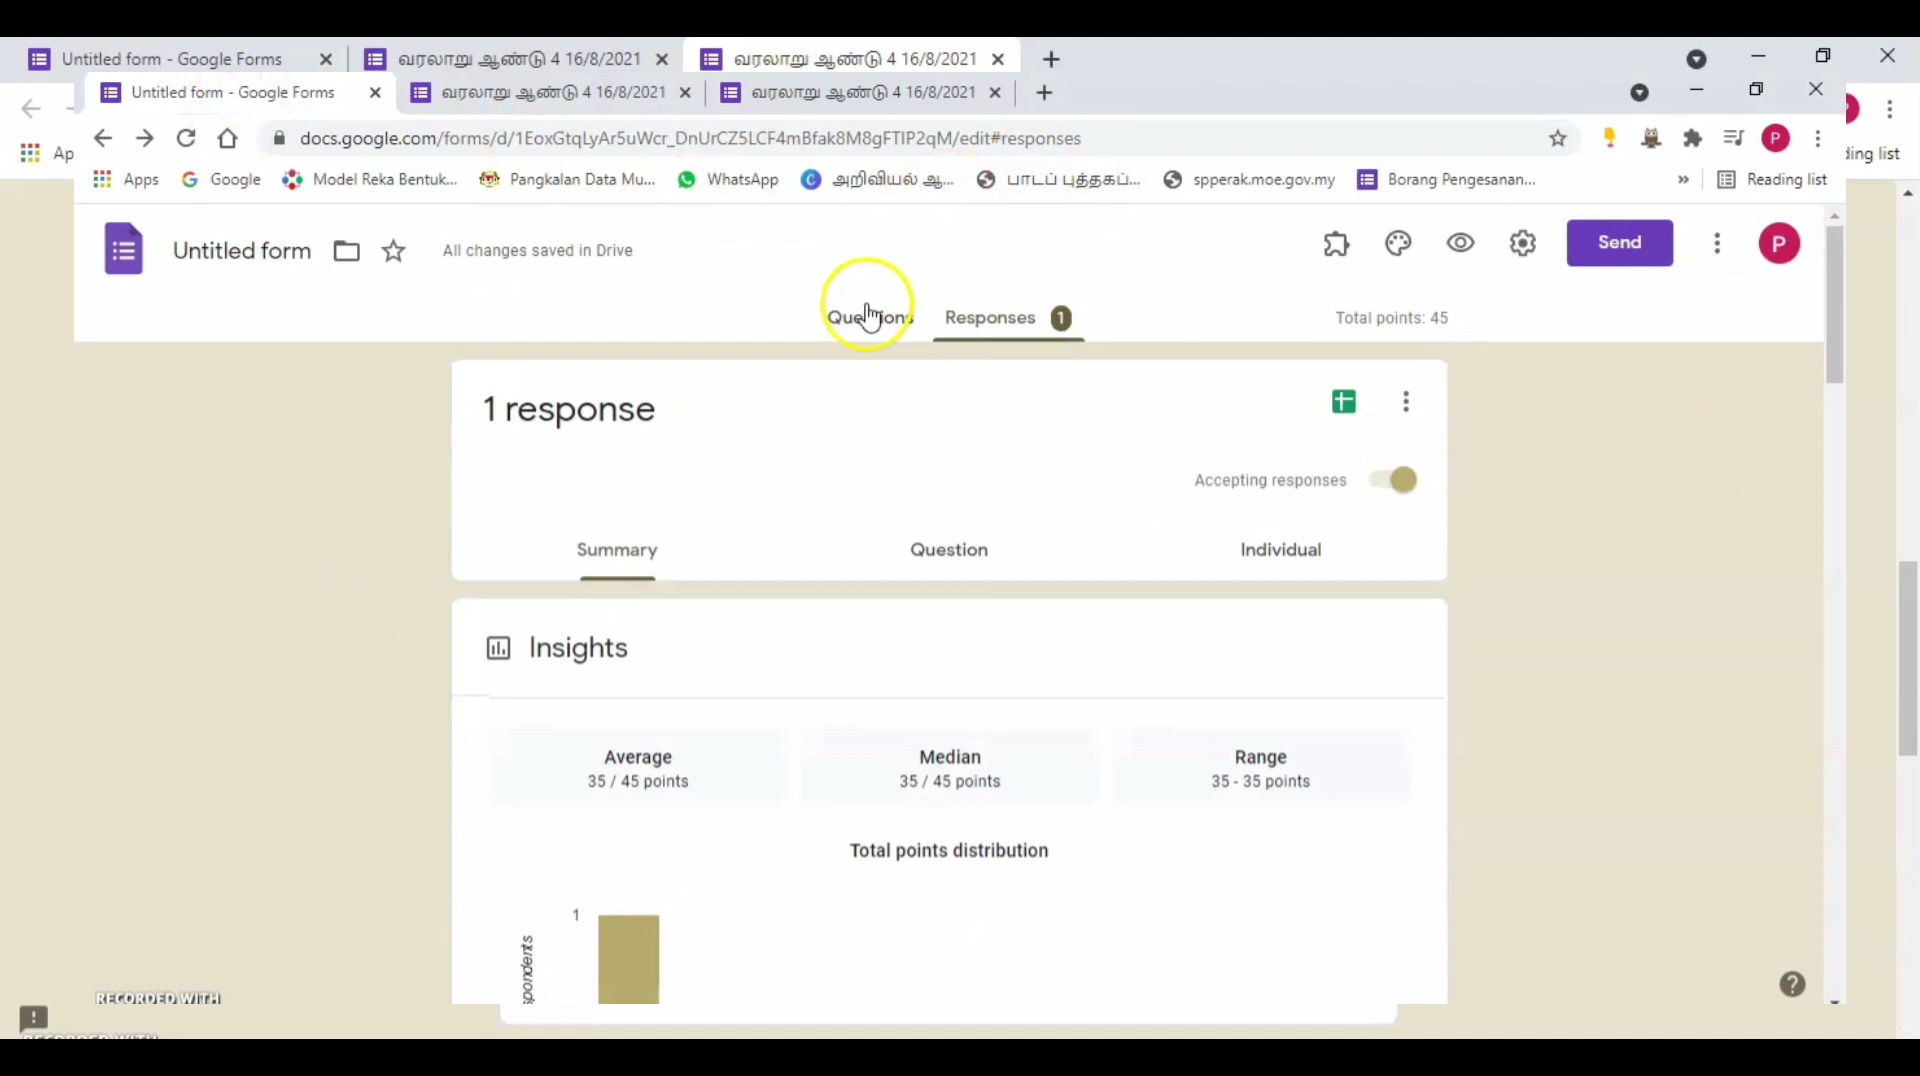 Untitled form - Google Forms
வரலாறு ஆண்டு 4 16/8/2021
வரலாறு ஆண்டு 4 16/8/2021
Untitled form - Google Forms
வரலாறு ஆண்டு 4 16/8/2021
வரலாறு ஆண்டு 4 16/8/2021
docs.google.com/forms/d/1EoxGtqLyAr5uWcr_DnUrCZ5LCF4mBfak8M8gFTIP2qM/edit#responses
P
Ap
ding list
Apps
Google
Model Reka Bentuk...
Pangkalan Data Mu...
WhatsApp
அறிவியல் ஆ...
பாடப் புத்தகப்...
spperak.moe.gov.my
Borang Pengesanan...
»
Reading list
Untitled form
All changes saved in Drive
Send
P
Questions
Responses
1
Total points: 45
1 response
Accepting responses
Summary
Question
Individual
Insights
Average
35 / 45 points
Median
35 / 45 points
Range
35 - 35 points
Total points distribution
1
spondents
RECORDED WITH
RECORDED WITH